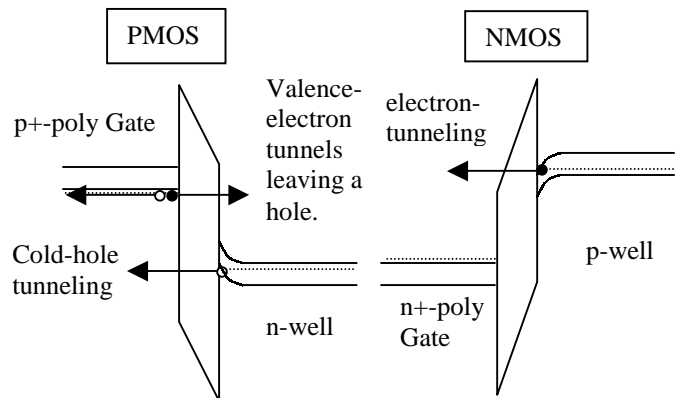 PMOS
NMOS
p+-poly Gate
Valence-
electron
tunnels
leaving a
hole.
electron-
tunneling
Cold-hole
tunneling
n-well
n+-poly
Gate
p-well